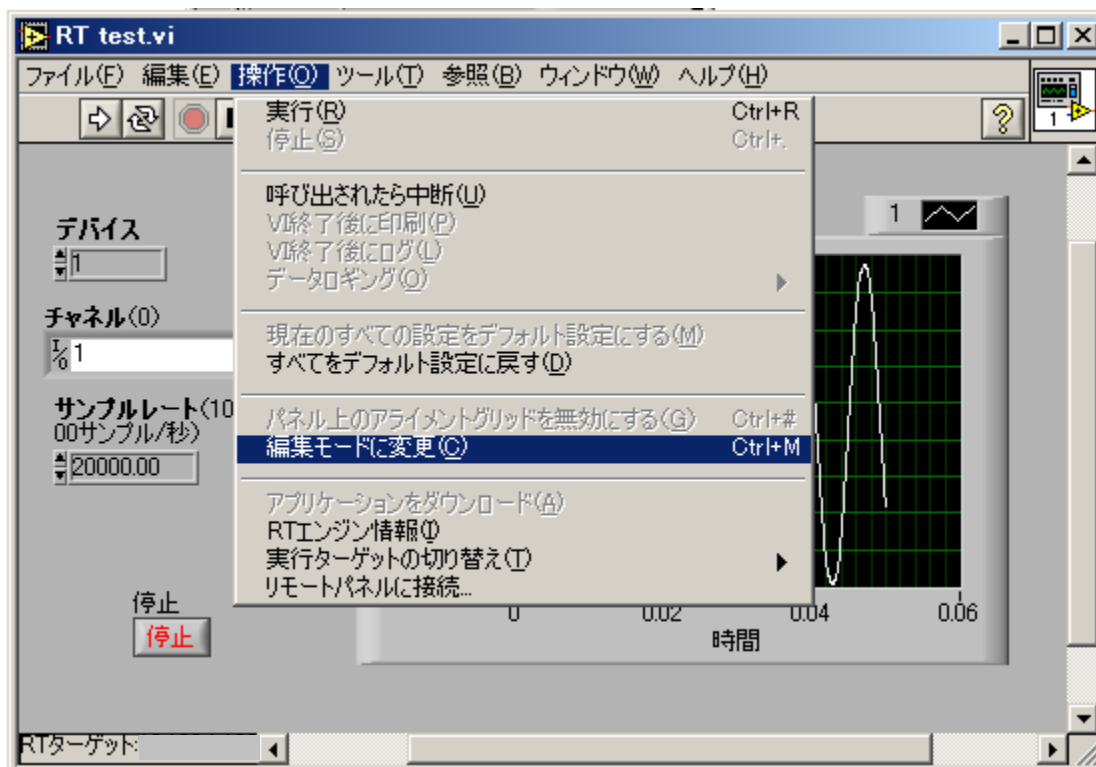 RT test.vi
ファイル(F) 編集(E) 操作(O) ツール(T) 参照(B) ウィンドウ(W) ヘルプ(H)
1
実行(R) Ctrl+R
停止(S) Ctrl+.
呼び出されたら中断(U)
VI終了後に印刷(P)
VI終了後にログ(L)
データロギング(O)
現在のすべての設定をデフォルト設定にする(M)
すべてをデフォルト設定に戻す(D)
パネル上のアライメントグリッドを無効にする(G) Ctrl+#
編集モードに変更(C) Ctrl+M
アプリケーションをダウンロード(A)
RTエンジン情報(I)
実行ターゲットの切り替え(T)
リモートパネルに接続...
デバイス
1
チャネル(0)
I/O 1
サンプルレート(10
00サンプル/秒)
20000.00
停止
停止
1
0 0.02 0.04 0.06
時間
RTターゲット: